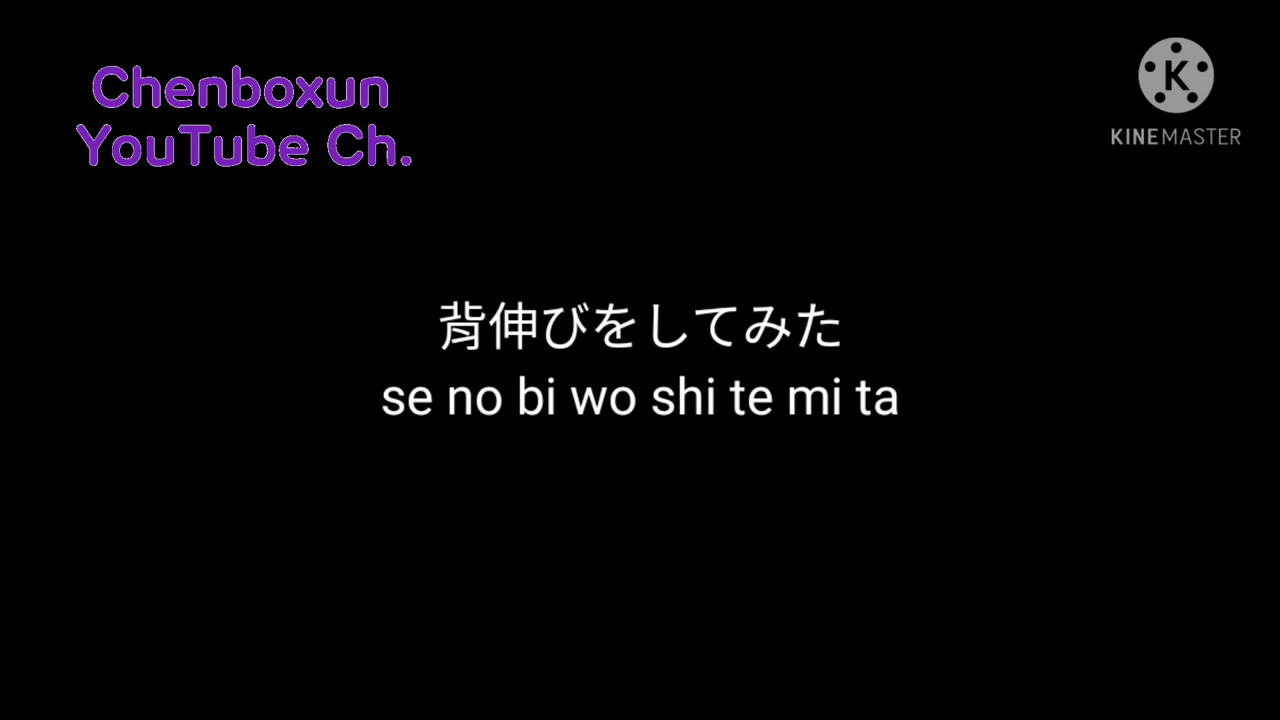 Chenboxun
YouTube Ch.
KINEMASTER
背伸びをしてみた
se no bi wo shi te mi ta